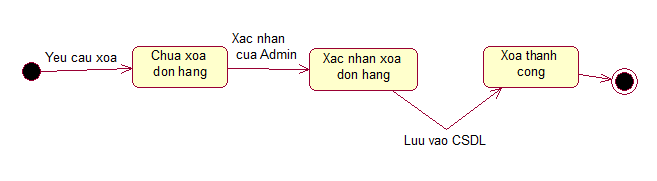 Yeu cau xoa
Chua xoa
don hang
Xac nhan
cua Admin
Xac nhan xoa
don hang
Luu vao CSDL
Xoa thanh
cong